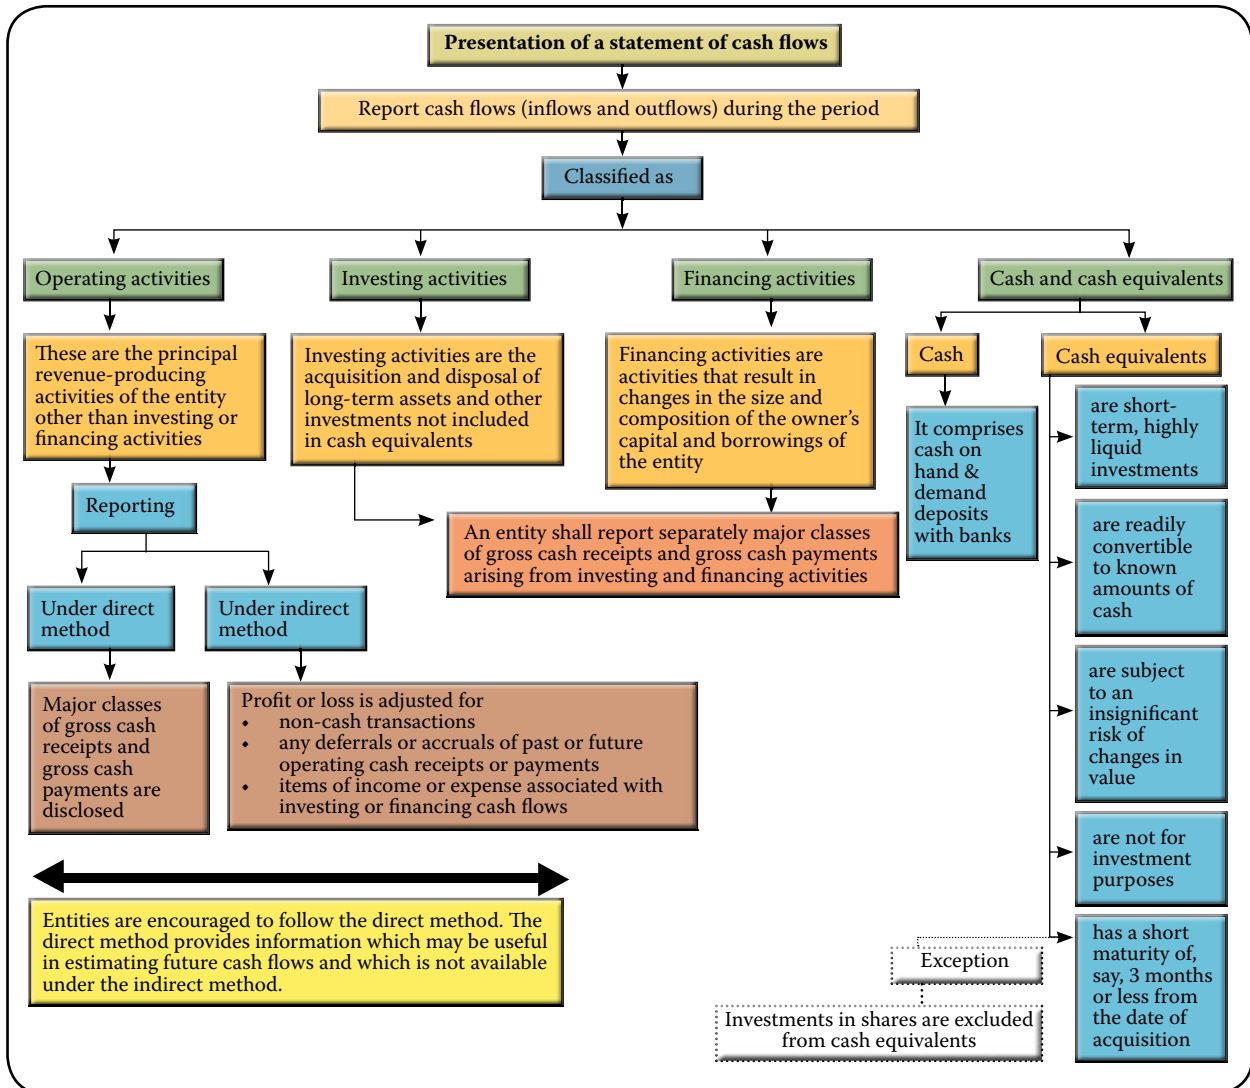 Presentation of a statement of cash flows
Report cash flows (inflows and outflows) during the period
Classified as
Operating activities
Investing activities
Financing activities
Cash and cash equivalents
These are the principal
revenue-producing
activities of the entity
other than investing or
financing activities
Investing activities are the
acquisition and disposal of
long-term assets and other
investments not included
in cash equivalents
Financing activities are
activities that result in
changes in the size and
composition of the owner’s
capital and borrowings of
the entity
Cash
Cash equivalents
It comprises
cash on
hand &
demand
deposits
with banks
are short-
term, highly
liquid
investments
are readily
convertible
to known
amounts of
cash
are subject
to an
insignificant
risk of
changes in
value
are not for
investment
purposes
has a short
maturity of,
say, 3 months
or less from
the date of
acquisition
Reporting
An entity shall report separately major classes
of gross cash receipts and gross cash payments
arising from investing and financing activities
Under direct
method
Under indirect
method
Major classes
of gross cash
receipts and
gross cash
payments are
disclosed
Profit or loss is adjusted for
• non-cash transactions
• any deferrals or accruals of past or future
operating cash receipts or payments
• items of income or expense associated with
investing or financing cash flows
Entities are encouraged to follow the direct method. The
direct method provides information which may be useful
in estimating future cash flows and which is not available
under the indirect method.
Exception
Investments in shares are excluded
from cash equivalents